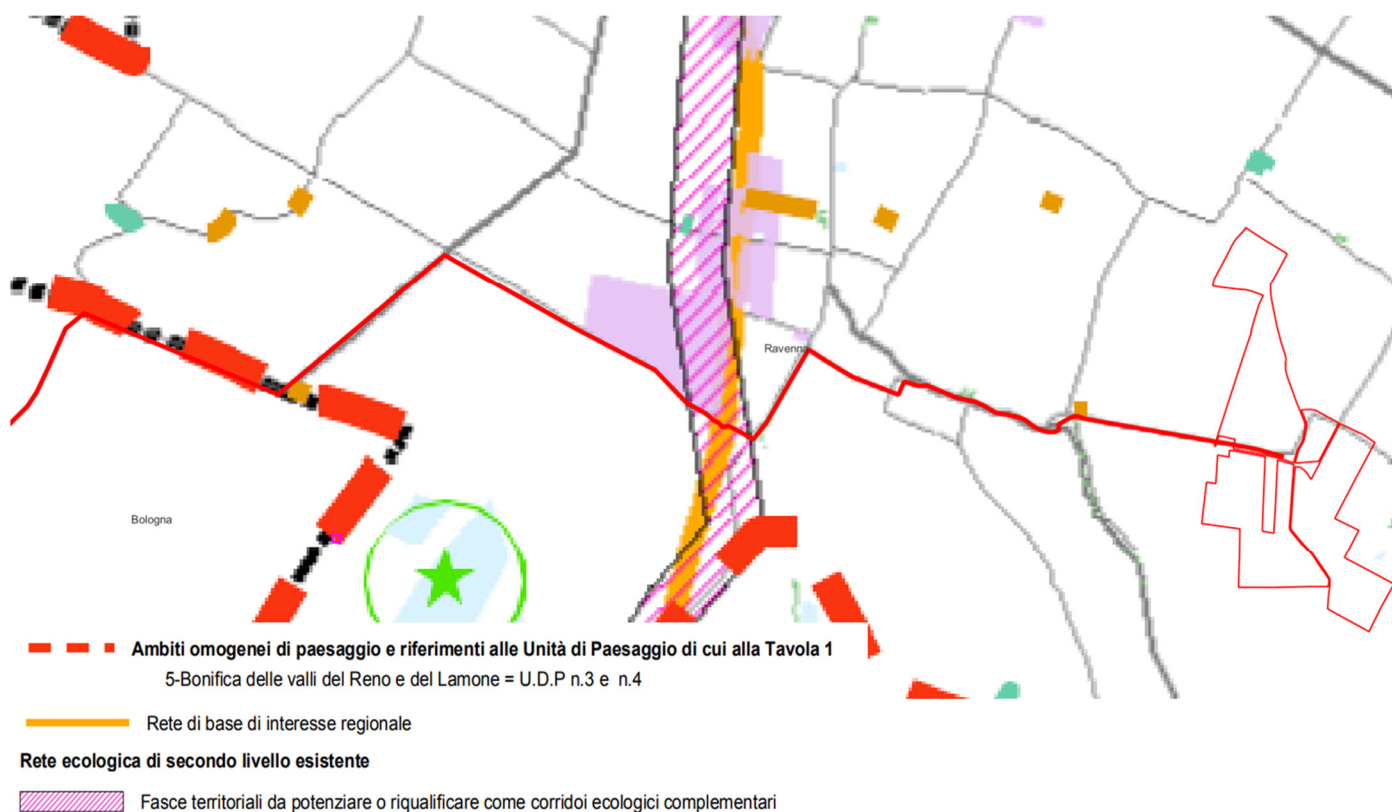 Ravenna
Bologna
Ambiti omogenei di paesaggio e riferimenti alle Unità di Paesaggio di cui alla Tavola 1
5-Bonifica delle valli del Reno e del Lamone = U.D.P n.3 e n.4
Rete di base di interesse regionale
Rete ecologica di secondo livello esistente
Fasce territoriali da potenziare o riqualificare come corridoi ecologici complementari